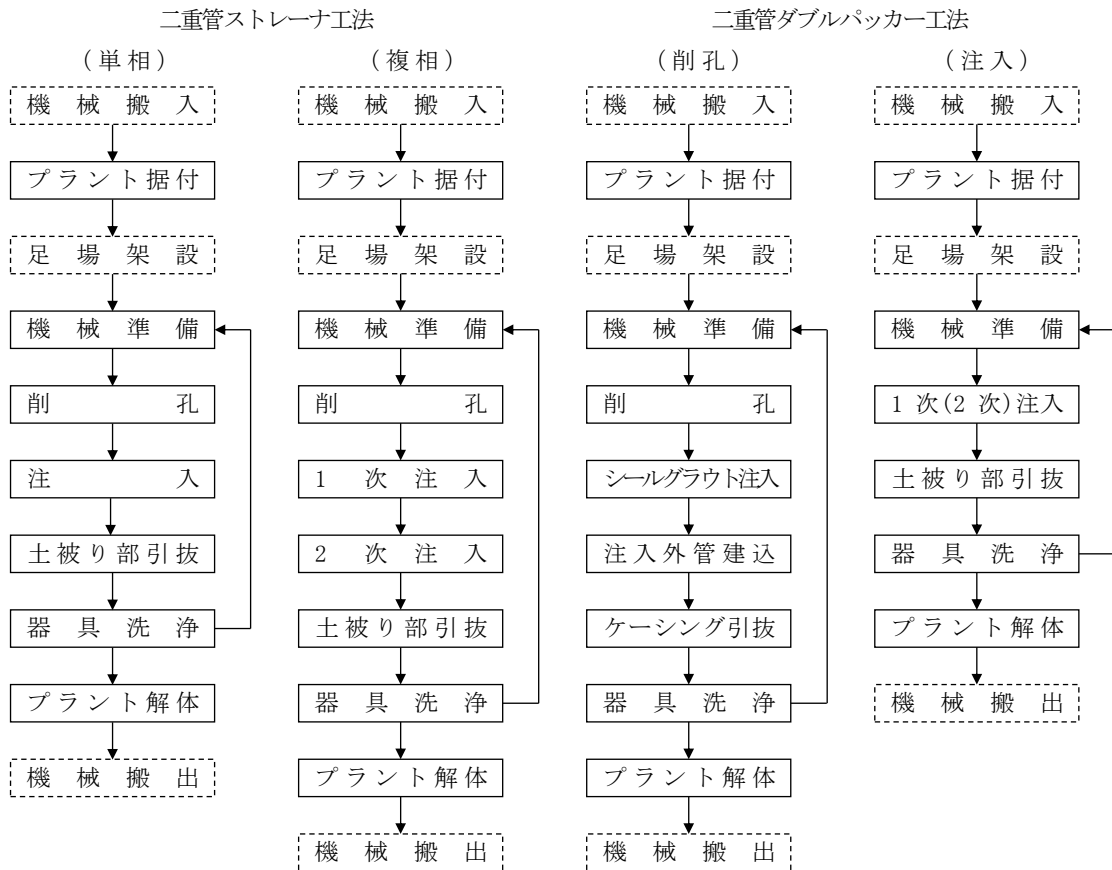 二重管ストレーナ工法
(単相)
機械搬入
プラント据付
足場架設
機械準備
削孔
注入
土被り部引抜
器具洗浄
プラント解体
機械搬出
(複相)
機械搬入
プラント据付
足場架設
機械準備
削孔
1次注入
2次注入
土被り部引抜
器具洗浄
プラント解体
機械搬出
二重管ダブルパッカー工法
(削孔)
機械搬入
プラント据付
足場架設
機械準備
削孔
シールグラウト注入
注入外管建込
ケーシング引抜
器具洗浄
プラント解体
機械搬出
(注入)
機械搬入
プラント据付
足場架設
機械準備
1次(2次)注入
土被り部引抜
器具洗浄
プラント解体
機械搬出